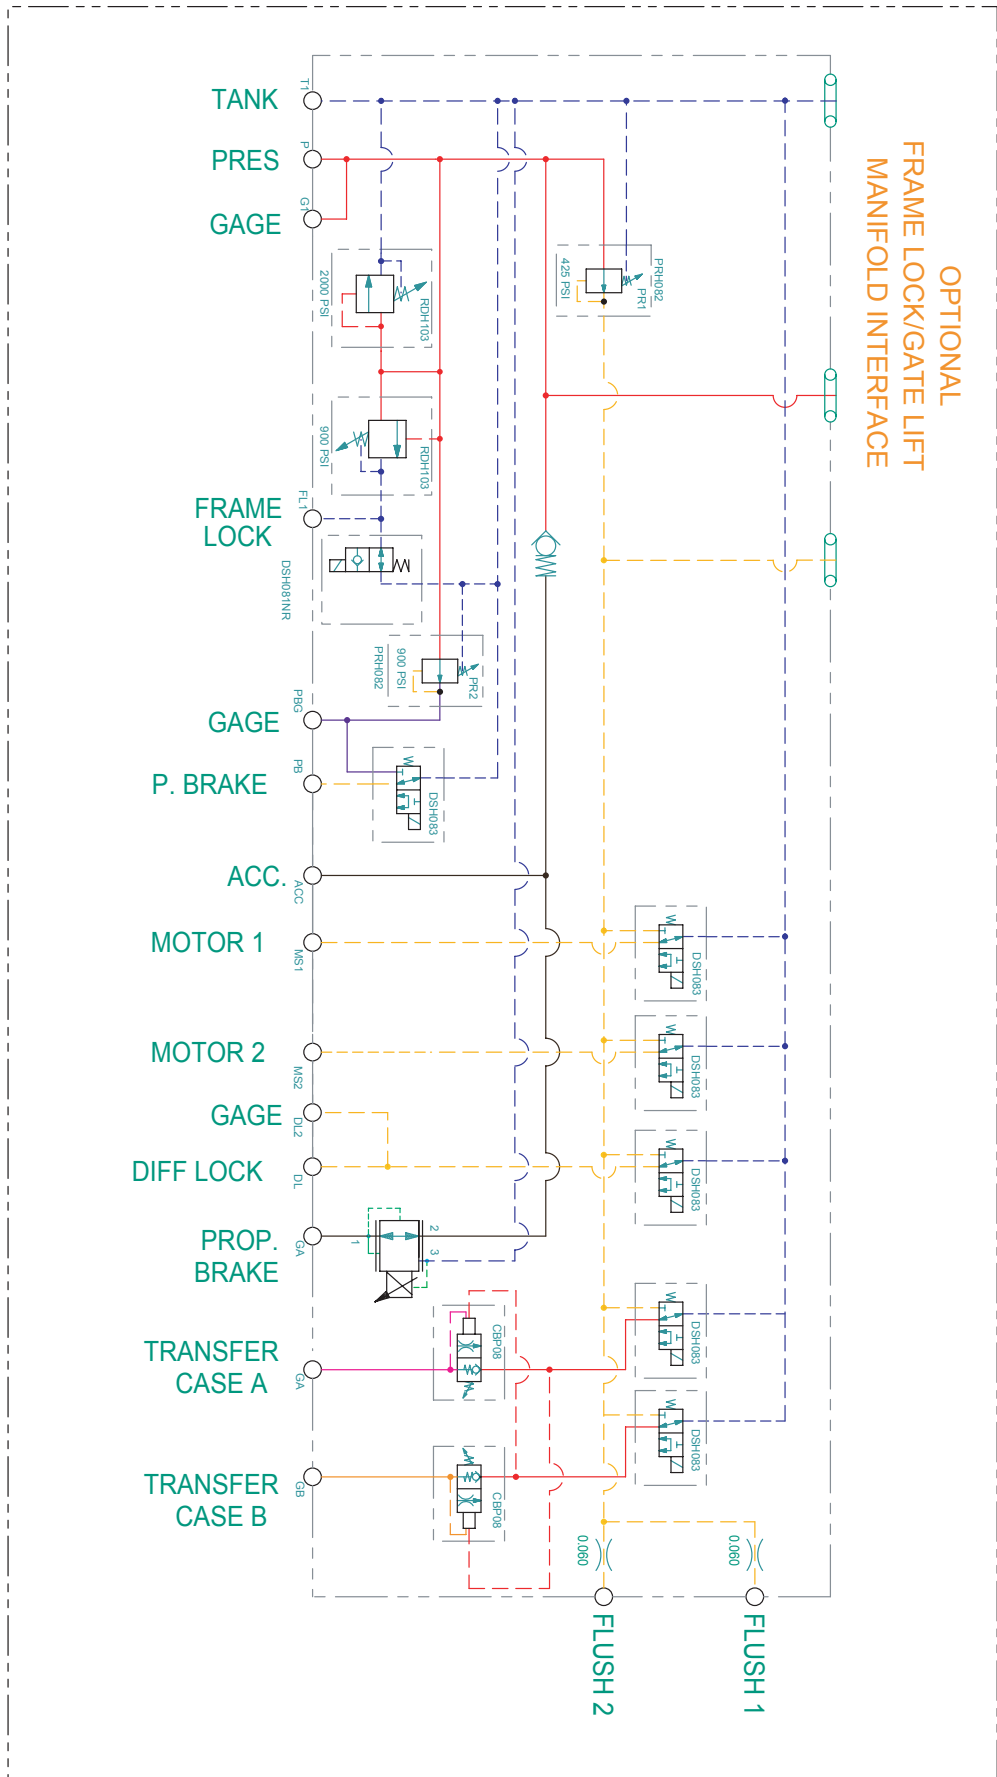 T1
TANK
P
PRES
G1
GAGE
OPTIONAL
FRAME LOCK/GATE LIFT
MANIFOLD INTERFACE
PRH082
PR1
425 PSI
RDH103
2000 PSI
RDH103
900 PSI
FL1
FRAME
LOCK
DSH081NR
PR2
900 PSI
PRH082
PBG
GAGE
PB
P. BRAKE
DSH083
ACC.
ACC
MOTOR 1
MS1
DSH083
MOTOR 2
MS2
DSH083
GAGE
DL2
DIFF LOCK
DL
DSH083
PROP.
BRAKE
GA
1
2
3
TRANSFER
CASE A
GA
CBP08
DSH083
TRANSFER
CASE B
GB
CBP08
DSH083
0.060
0.060
FLUSH 2
FLUSH 1